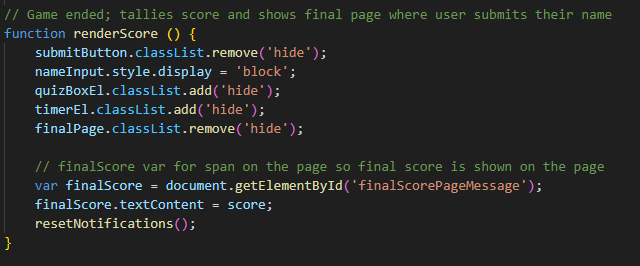 // Game ended; tallies score and shows final page where user submits their name
function renderScore () {
    submitButton.classList.remove('hide');
    nameInput.style.display = 'block';
    quizBoxEl.classList.add('hide');
    timerEl.classList.add('hide');
    finalPage.classList.remove('hide');

    // finalScore var for span on the page so final score is shown on the page
    var finalScore = document.getElementById('finalScorePageMessage');
    finalScore.textContent = score;
    resetNotifications();
}